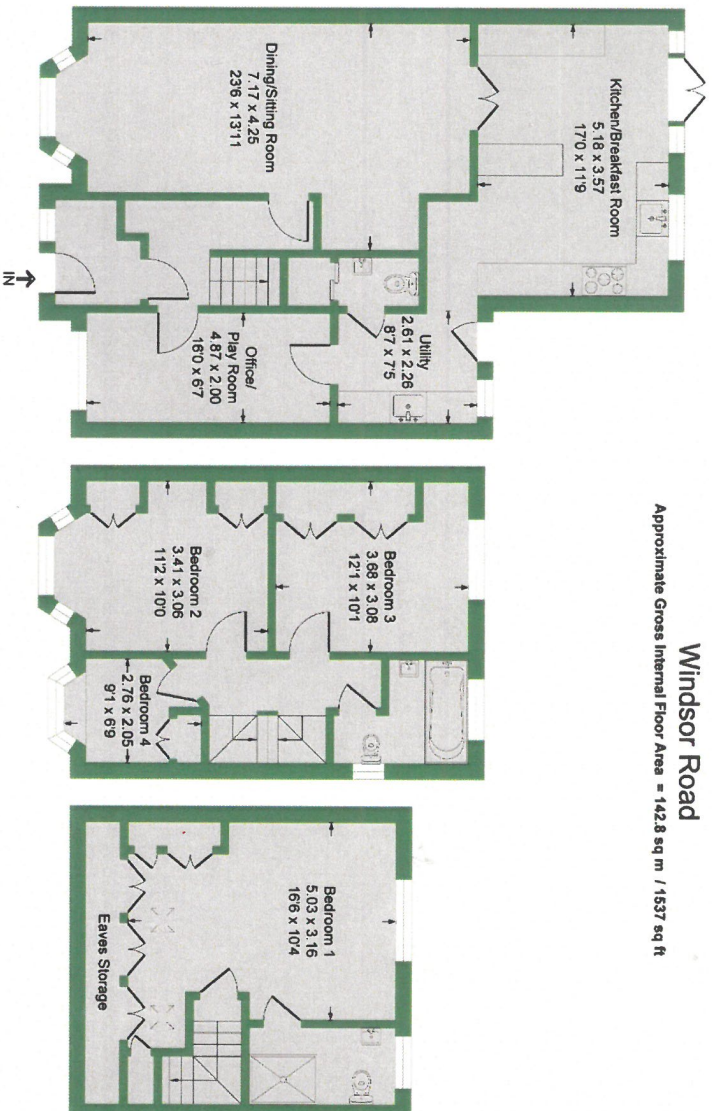 Windsor Road
Approximate Gross Internal Floor Area = 142.8 sq m / 1537 sq ft
Kitchen/Breakfast Room
5.18 x 3.57
17'0 x 11'9
Dining/Sitting Room
7.17 x 4.25
23'6 x 13'11
Utility
2.61 x 2.26
8'7 x 7'5
Office/
Play Room
4.87 x 2.00
16'0 x 6'7
IN
Bedroom 3
3.68 x 3.08
12'1 x 10'1
Bedroom 2
3.41 x 3.06
11'2 x 10'0
Bedroom 4
2.76 x 2.05
9'1 x 6'9
Bedroom 1
5.03 x 3.16
16'6 x 10'4
Eaves Storage